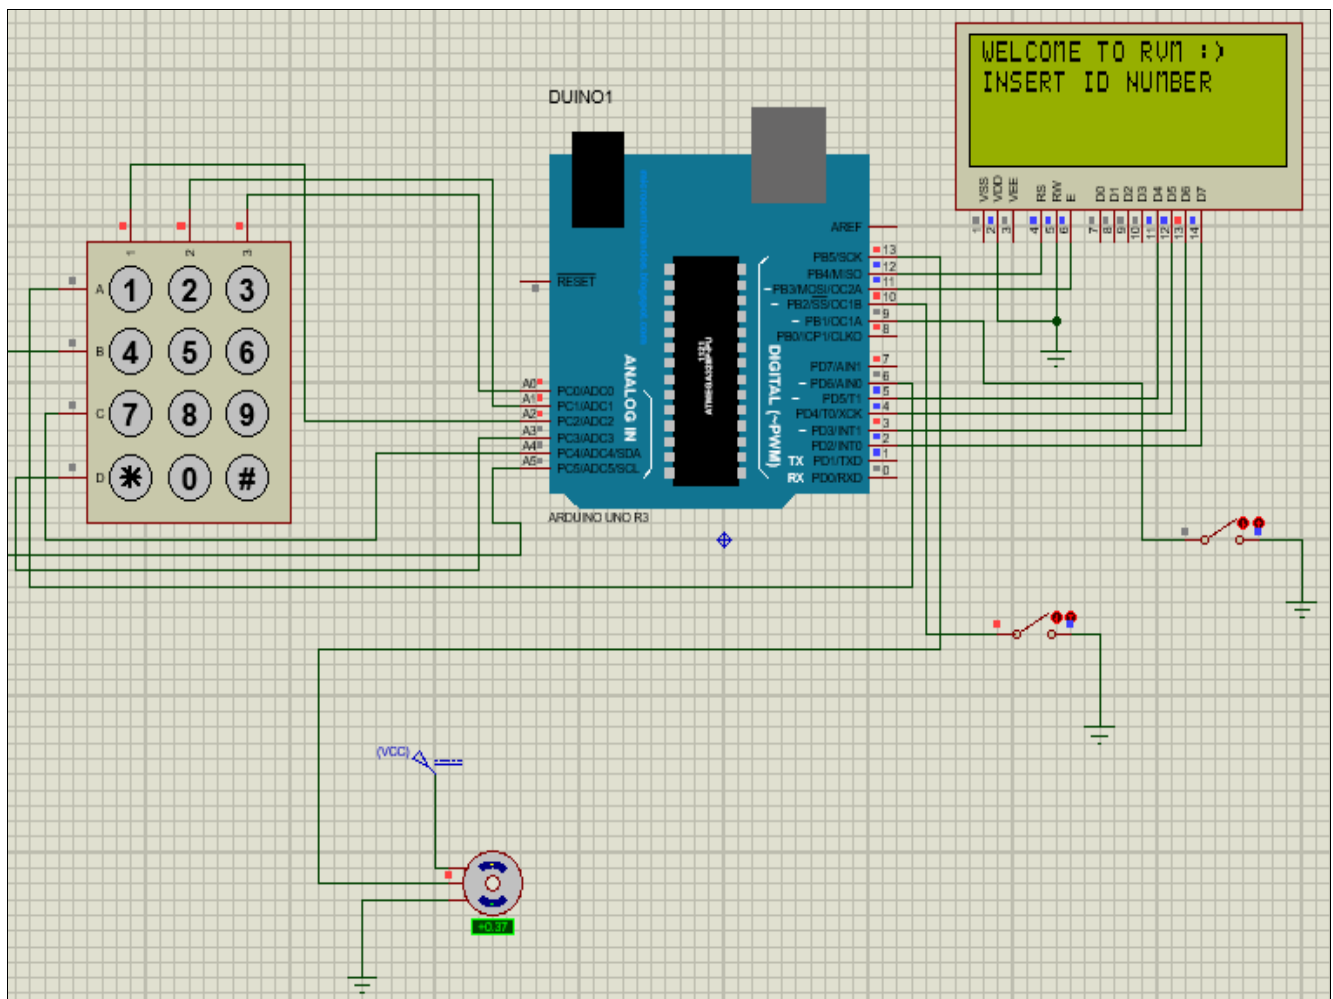 WELCOME TO RVM :)
INSERT ID NUMBER
VSS
VDD
VEE
RS
RW
E
D0
D1
D2
D3
D4
D5
D6
D7
1
2
3
4
5
6
7
8
9
10
11
12
13
14
DUINO1
RESET
AREF
PB5/SCK 13
PB4/MISO 12
PB3/MOSI/OC2A 11
PB2/SS/OC1B 10
PB1/OC1A 9
PB0/ICP1/CLKO 8
PD7/AIN1 7
PD6/AIN0 6
PD5/T1 5
PD4/T0/XCK 4
PD3/INT1 3
PD2/INT0 2
TX PD1/TXD 1
RX PD0/RXD 0
DIGITAL (~PWM)
ANALOG IN
A0 PC0/ADC0
A1 PC1/ADC1
A2 PC2/ADC2
A3 PC3/ADC3
A4 PC4/ADC4/SDA
A5 PC5/ADC5/SCL
ARDUINO UNO R3
1 2 3
A 1 2 3
B 4 5 6
C 7 8 9
D * 0 #
(VCC)
+0.37